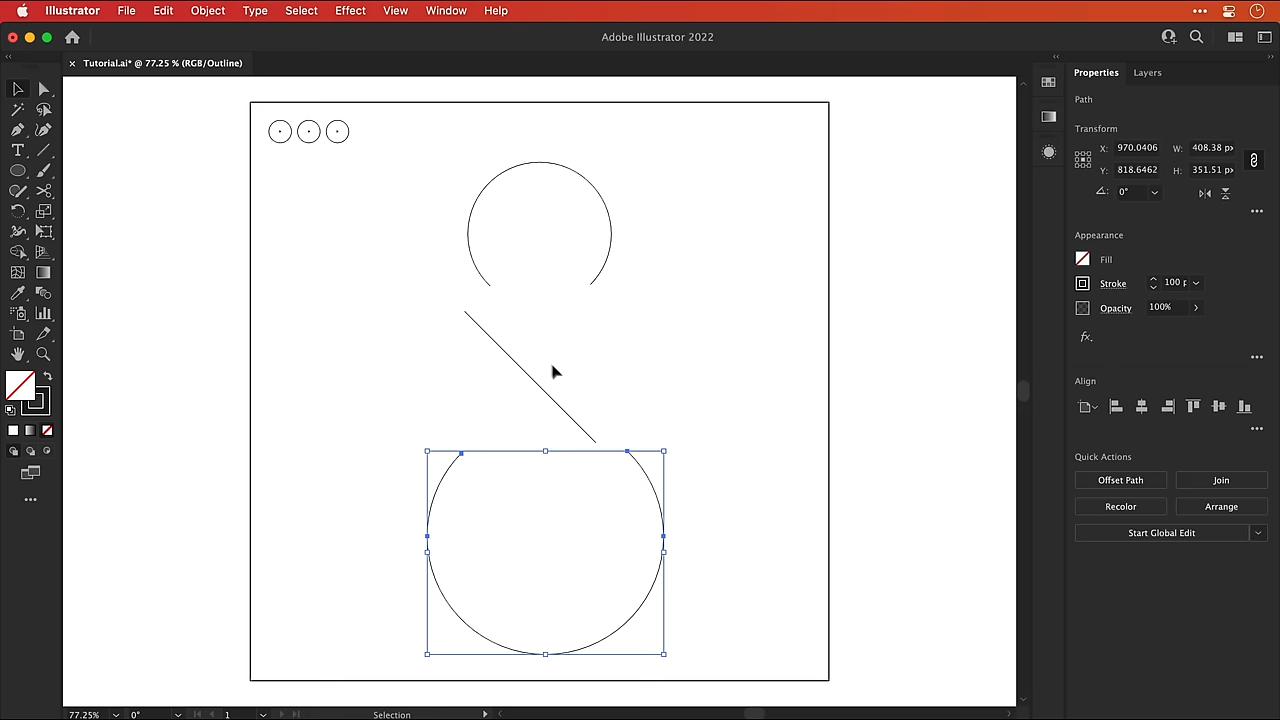 Illustrator File Edit Object Type Select Effect View Window Help
Adobe Illustrator 2022
Tutorial.ai* @ 77.25 % (RGB/Outline)
Properties Layers
Path
Transform
X: 970.0406 W: 408.38 px
Y: 818.6462 H: 351.51 px
0°
Appearance
Fill
Stroke 100 p
Opacity 100%
fx.
Align
Quick Actions
Offset Path Join
Recolor Arrange
Start Global Edit
77.25% 0° 1 Selection